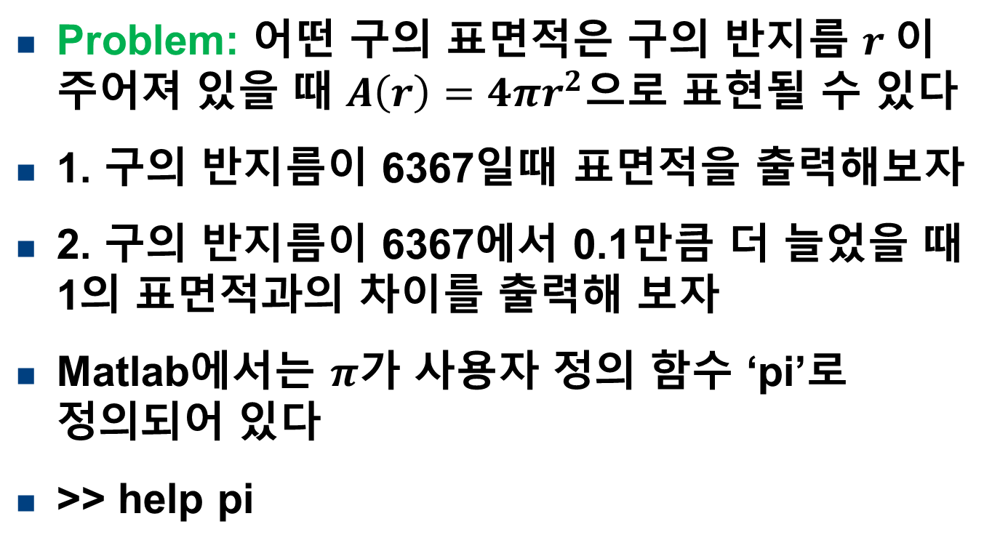 ▪ Problem: 어떤 구의 표면적은 구의 반지름 r 이
주어져 있을 때 A(r) = 4πr²으로 표현될 수 있다
▪ 1. 구의 반지름이 6367일때 표면적을 출력해보자
▪ 2. 구의 반지름이 6367에서 0.1만큼 더 늘었을 때
1의 표면적과의 차이를 출력해 보자
▪ Matlab에서는 π가 사용자 정의 함수 ‘pi’로
정의되어 있다
▪ >> help pi